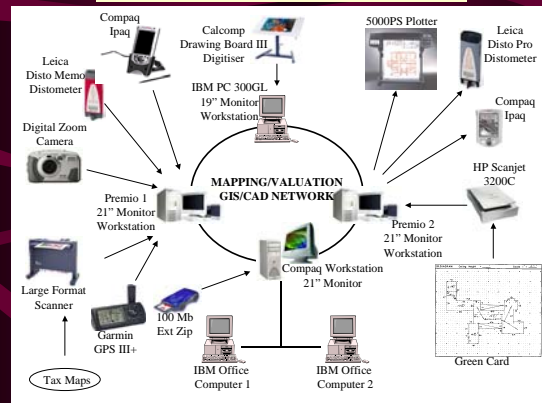 Compaq
Ipaq
Calcomp
Drawing Board III
Digitiser
5000PS Plotter
Leica
Disto Pro
Distometer
Leica
Disto Memo
Distometer
IBM PC 300GL
19” Monitor
Workstation
Compaq
Ipaq
Digital Zoom
Camera
HP Scanjet
3200C
MAPPING/VALUATION
GIS/CAD NETWORK
Premio 1
21” Monitor
Workstation
Premio 2
21” Monitor
Workstation
Compaq Workstation
21” Monitor
Large Format
Scanner
Garmin
GPS III+
100 Mb
Ext Zip
Green Card
Tax Maps
IBM Office
Computer 1
IBM Office
Computer 2